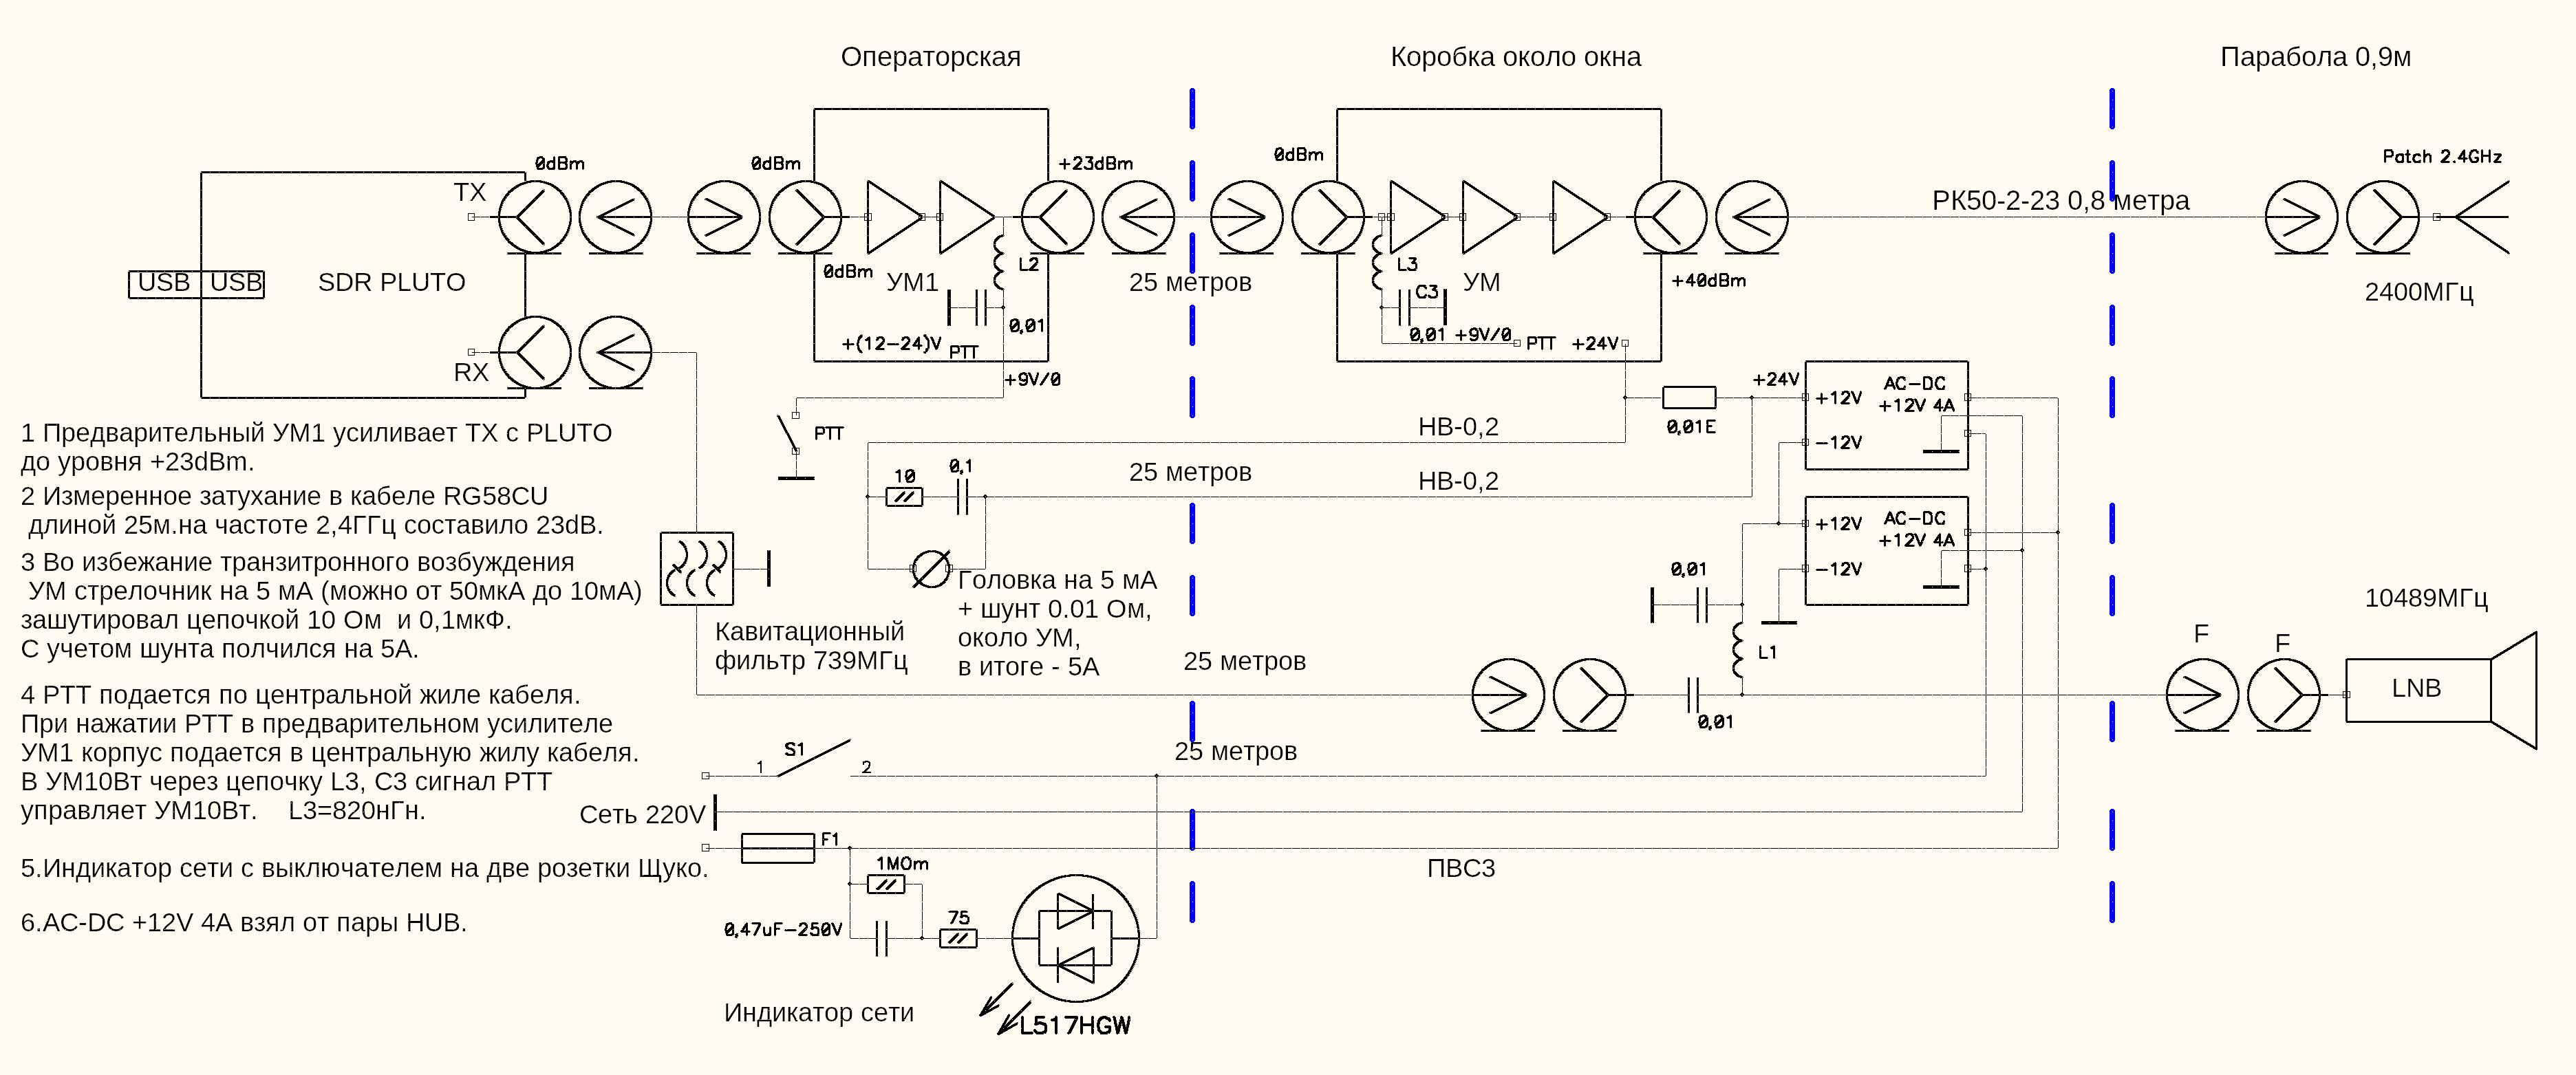 Операторская
Коробка около окна
Парабола 0,9м
0dBm
0dBm
+23dBm
0dBm
Patch 2.4GHz
TX
РК50-2-23 0,8 метра
USB USB
SDR PLUTO
0dBm
УМ1
L2
25 метров
L3
УМ
+40dBm
2400МГц
C3
0,01
0,01 +9V/0
PTT
+24V
+(12-24)V
PTT
RX
+9V/0
+24V
+12V
AC-DC
+12V 4A
-12V
PTT
0,01E
НВ-0,2
25 метров
НВ-0,2
10
0,1
+12V
AC-DC
+12V 4A
-12V
0,01
1 Предварительный УМ1 усиливает TX с PLUTO
до уровня +23dBm.
2 Измеренное затухание в кабеле RG58CU
длиной 25м.на частоте 2,4ГГц составило 23dB.
3 Во избежание транзитронного возбуждения
УМ стрелочник на 5 мА (можно от 50мкА до 10мА)
зашутировал цепочкой 10 Ом  и 0,1мкФ.
С учетом шунта полчился на 5А.
4 PTT подается по центральной жиле кабеля.
При нажатии PTT в предварительном усилителе
УМ1 корпус подается в центральную жилу кабеля.
В УМ10Вт через цепочку L3, C3 сигнал PTT
управляет УМ10Вт.    L3=820нГн.
5.Индикатор сети с выключателем на две розетки Щуко.
6.AC-DC +12V 4A взял от пары HUB.
Головка на 5 мА
+ шунт 0.01 Ом,
около УМ,
в итоге - 5А
Кавитационный
фильтр 739МГц
25 метров
L1
0,01
10489МГц
F
F
LNB
S1
1
2
25 метров
Сеть 220V
F1
1MOm
ПВС3
0,47uF-250V
75
Индикатор сети
L517HGW